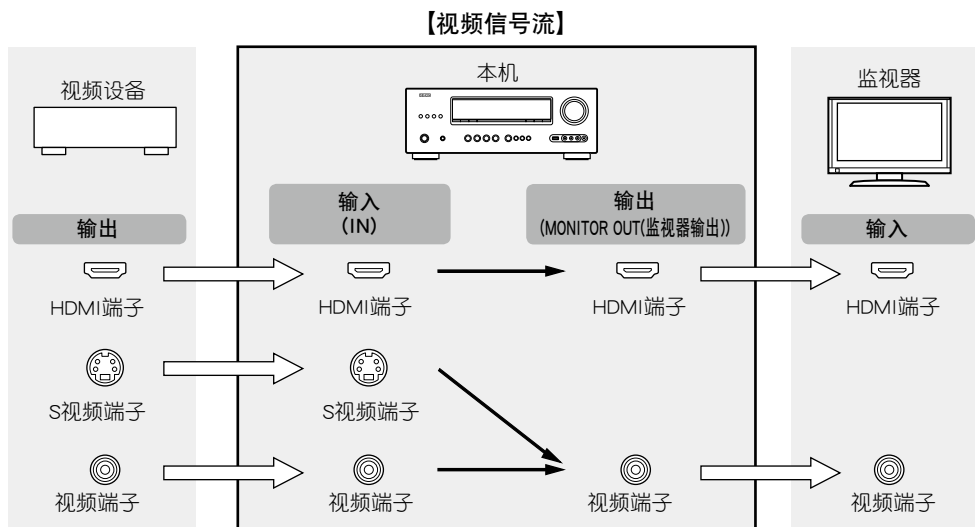 【视频信号流】
视频设备
本机
监视器
输出
输入
(IN)
输出
(MONITOR OUT(监视器输出))
输入
HDMI端子
HDMI端子
HDMI端子
HDMI端子
S视频端子
S视频端子
视频端子
视频端子
视频端子
视频端子